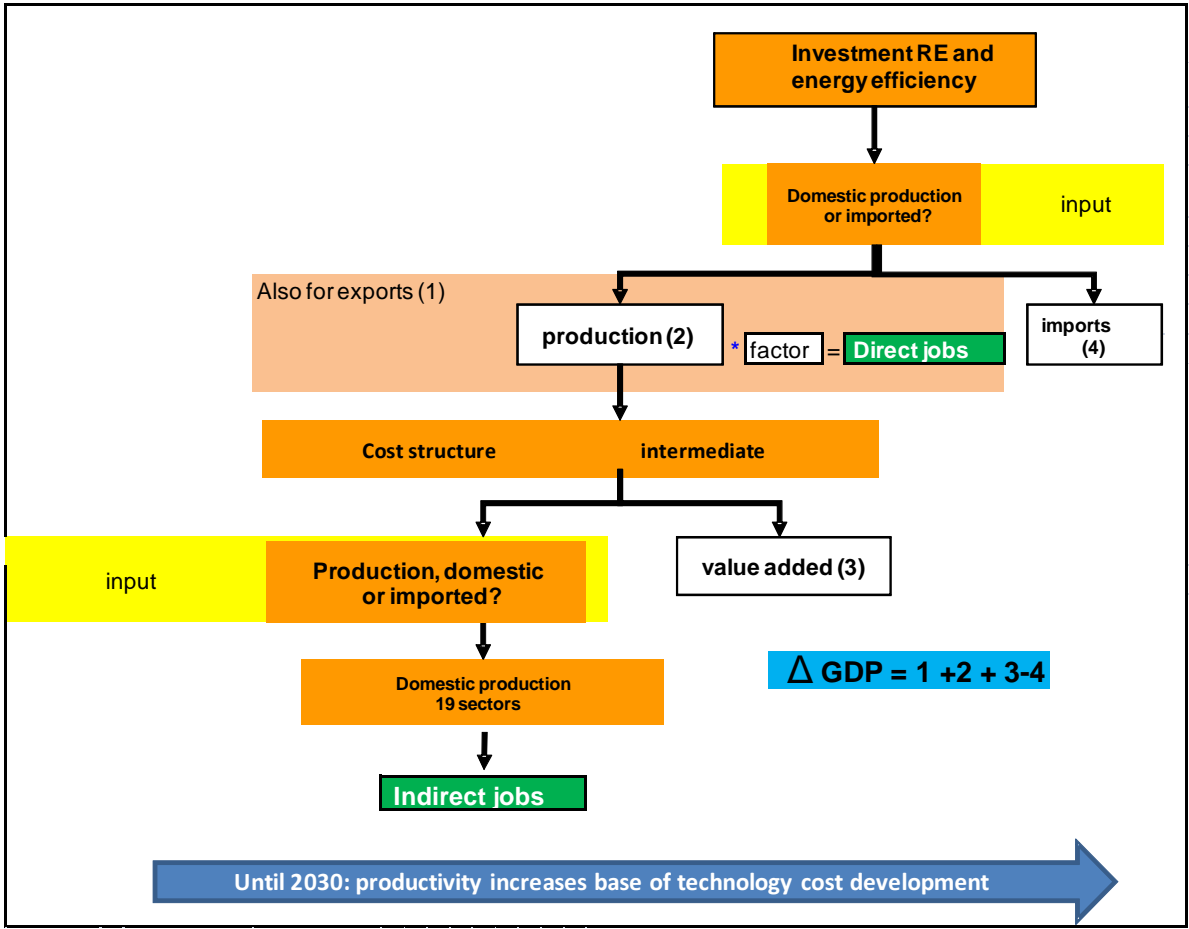 Investment RE and
energy efficiency
Domestic production
or imported?
input
Also for exports (1)
production (2)
* factor = Direct jobs
imports
(4)
Cost structure intermediate
input
Production, domestic
or imported?
value added (3)
Domestic production
19 sectors
Δ GDP = 1 +2 + 3-4
Indirect jobs
Until 2030: productivity increases base of technology cost development